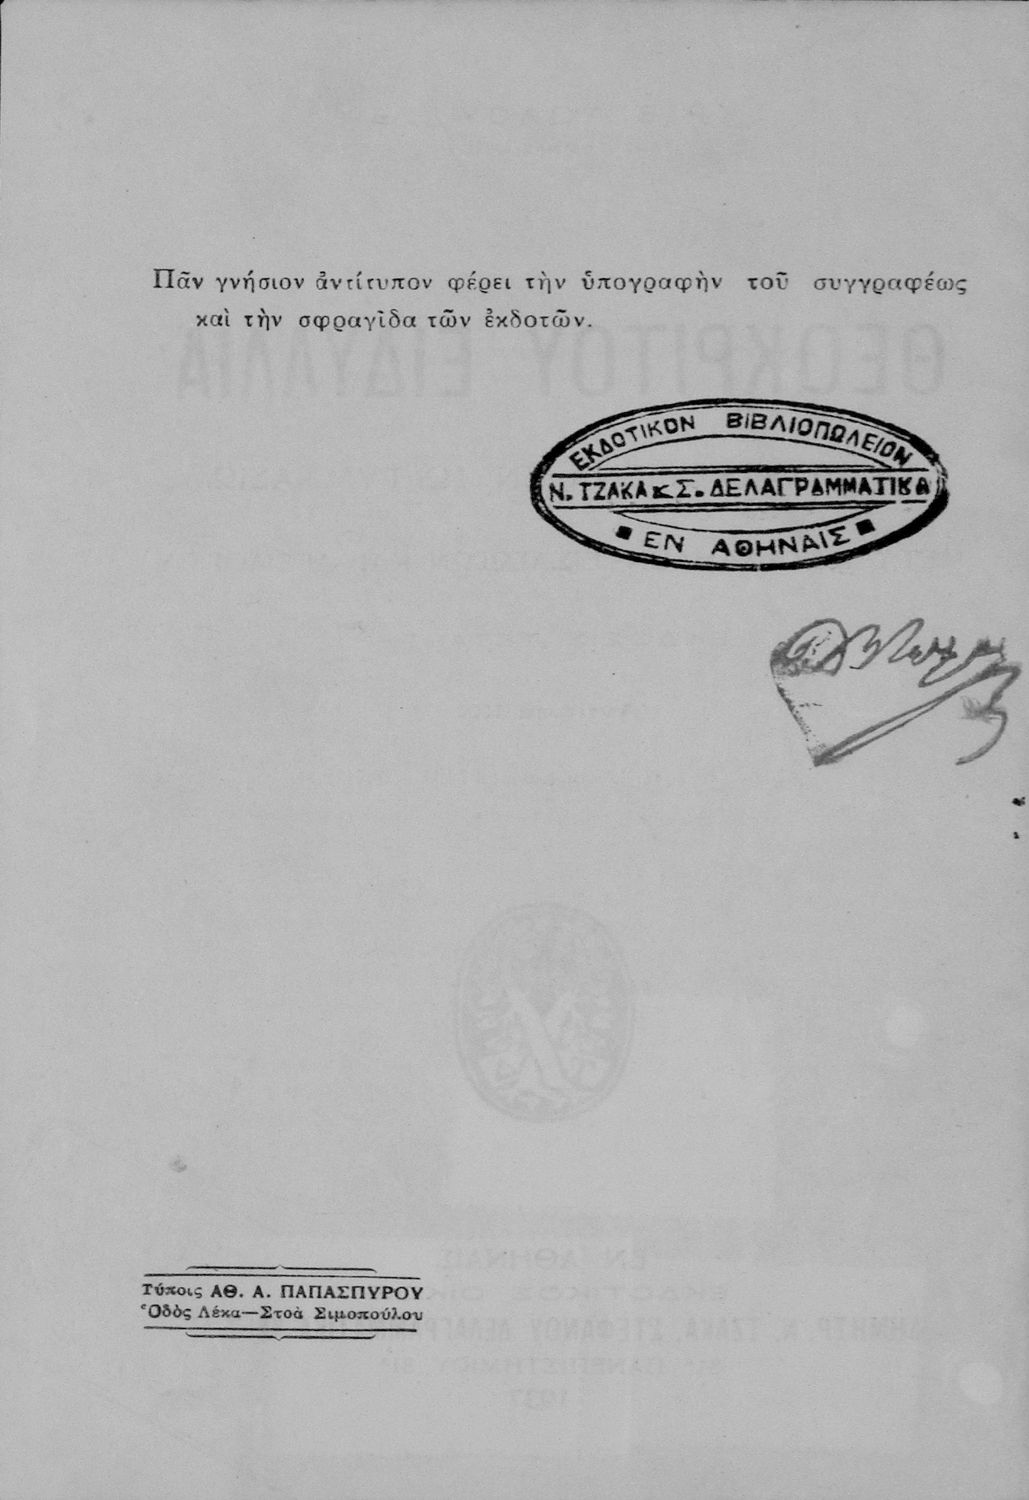 Πᾶν γνήσιον ἀντίτυπον φέρει τὴν ὑπογραφὴν τοῦ συγγραφέως
καὶ τὴν σφραγῖδα τῶν ἐκδοτῶν.
ΕΚΔΟΤΙΚΟΝ ΒΙΒΛΙΟΠΩΛΕΙΟΝ
Ν. ΤΖΑΚΑ κ Σ. ΔΕΛΑΓΡΑΜΜΑΤΙΚΑ
ΕΝ ΑΘΗΝΑΙΣ
Τύποις ΑΘ. Α. ΠΑΠΑΣΠΥΡΟΥ
Ὁδὸς Λέκα—Στοὰ Σιμοπούλου